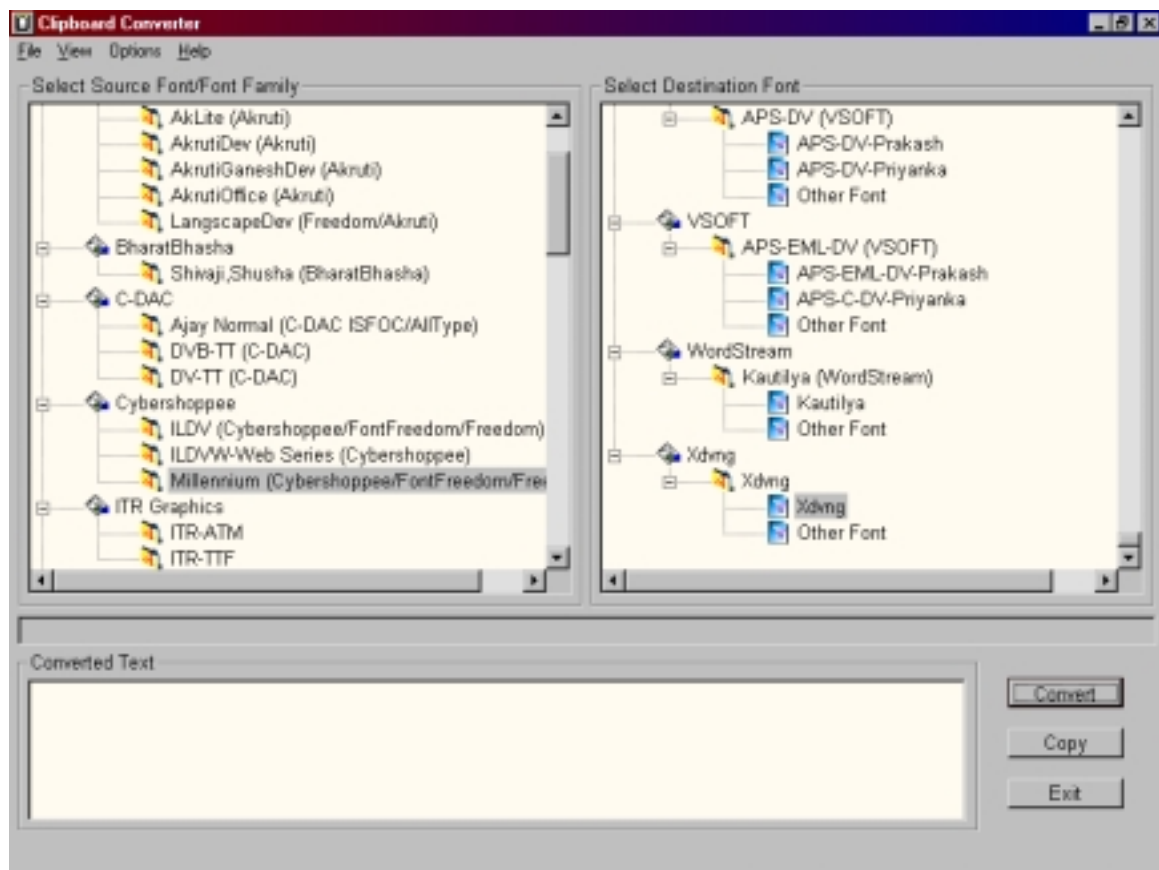 Clipboard Converter
File View Options Help
Select Source Font/Font Family
AkLite (Akruti)
AkrutiDev (Akruti)
AkrutiGaneshDev (Akruti)
AkrutiOffice (Akruti)
LangscapeDev (Freedom/Akruti)
BharatBhasha
Shivaji,Shusha (BharatBhasha)
C-DAC
Ajay Normal (C-DAC ISFOC/AllType)
DVB-TT (C-DAC)
DV-TT (C-DAC)
Cybershoppee
ILDV (Cybershoppee/FontFreedom/Freedom)
ILDVW-Web Series (Cybershoppee)
Millennium (Cybershoppee/FontFreedom/Free
ITR Graphics
ITR-ATM
ITR-TTF
Select Destination Font
APS-DV (VSOFT)
APS-DV-Prakash
APS-DV-Priyanka
Other Font
VSOFT
APS-EML-DV (VSOFT)
APS-EML-DV-Prakash
APS-C-DV-Priyanka
Other Font
WordStream
Kautilya (WordStream)
Kautilya
Other Font
Xdvng
Xdvng
Xdvng
Other Font
Converted Text
Convert
Copy
Exit